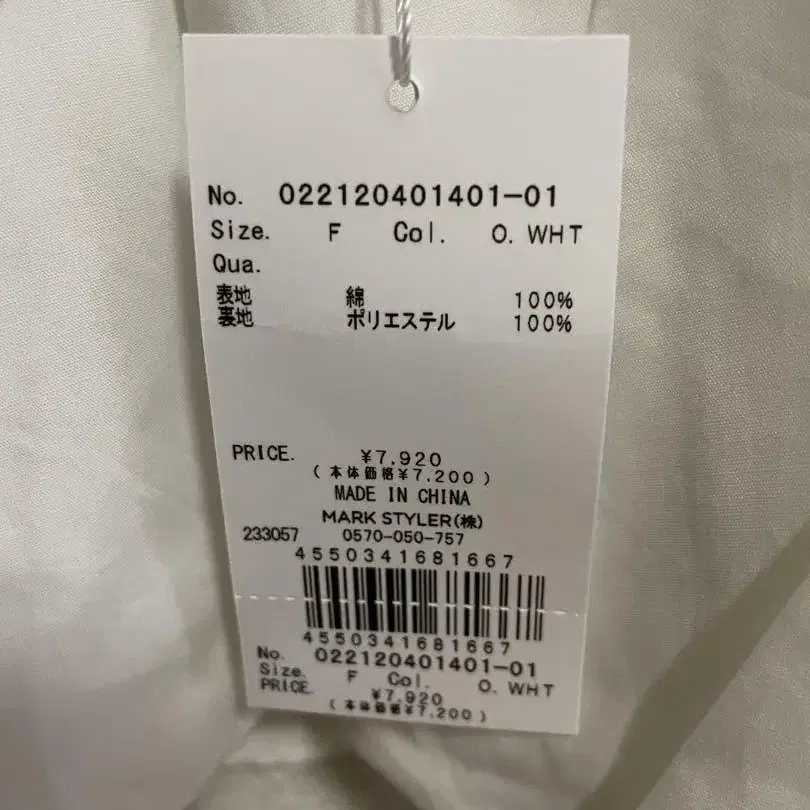 No. 022120401401-01
Size. F Col. O. WHT
Qua.
表地 綿 100%
裏地 ポリエステル 100%
PRICE. ¥7,920
(本体価格¥7,200)
MADE IN CHINA
MARK STYLER(株)
233057 0570-050-757
4550341681667
4550341681667
No. 022120401401-01
Size. F Col. O. WHT
PRICE. ¥7,920
(本体価格¥7,200)